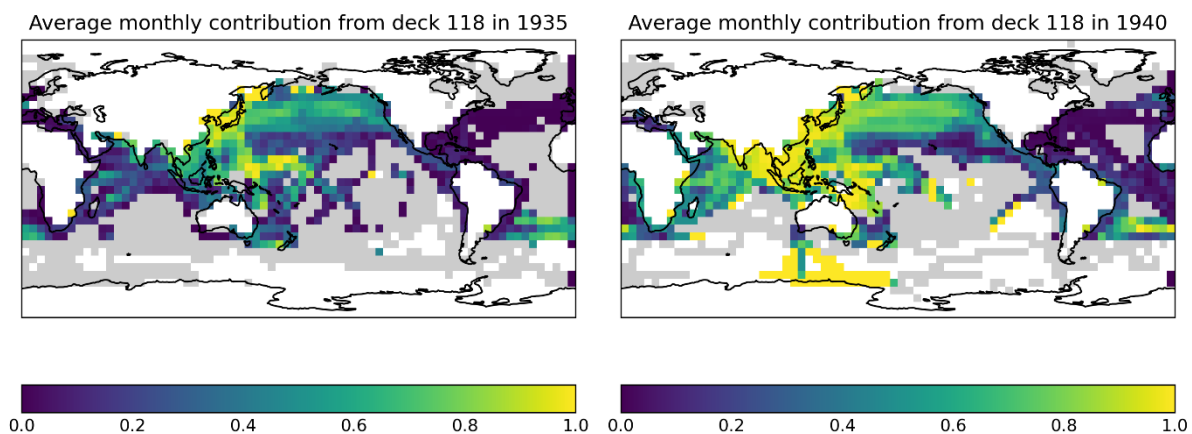 Average monthly contribution from deck 118 in 1935
Average monthly contribution from deck 118 in 1940
0.0 0.2 0.4 0.6 0.8 1.0
0.0 0.2 0.4 0.6 0.8 1.0